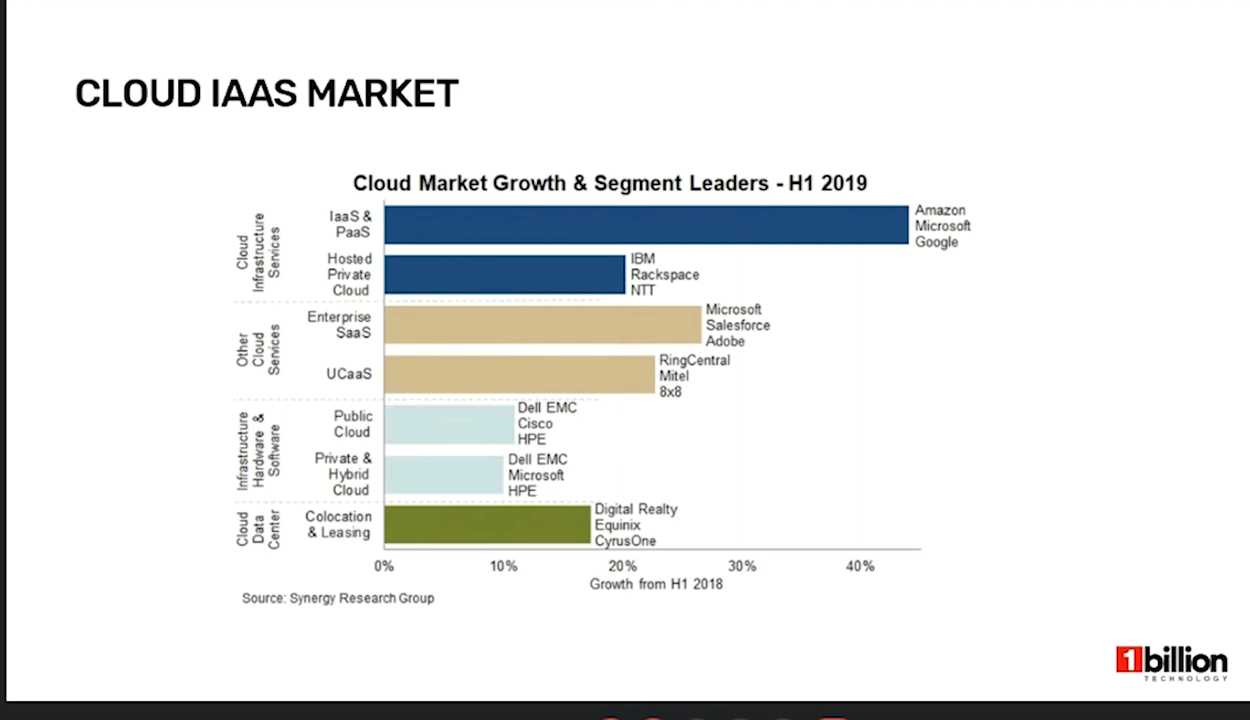 CLOUD IAAS MARKET
Cloud Market Growth & Segment Leaders - H1 2019
Cloud
Infrastructure
Services
IaaS &
PaaS
Amazon
Microsoft
Google
Hosted
Private
Cloud
IBM
Rackspace
NTT
Other
Cloud
Services
Enterprise
SaaS
Microsoft
Salesforce
Adobe
UCaaS
RingCentral
Mitel
8x8
Infrastructure
Hardware &
Software
Public
Cloud
Dell EMC
Cisco
HPE
Private &
Hybrid
Cloud
Dell EMC
Microsoft
HPE
Cloud
Data
Center
Colocation
& Leasing
Digital Realty
Equinix
CyrusOne
0% 10% 20% 30% 40%
Growth from H1 2018
Source: Synergy Research Group
1billion
TECHNOLOGY